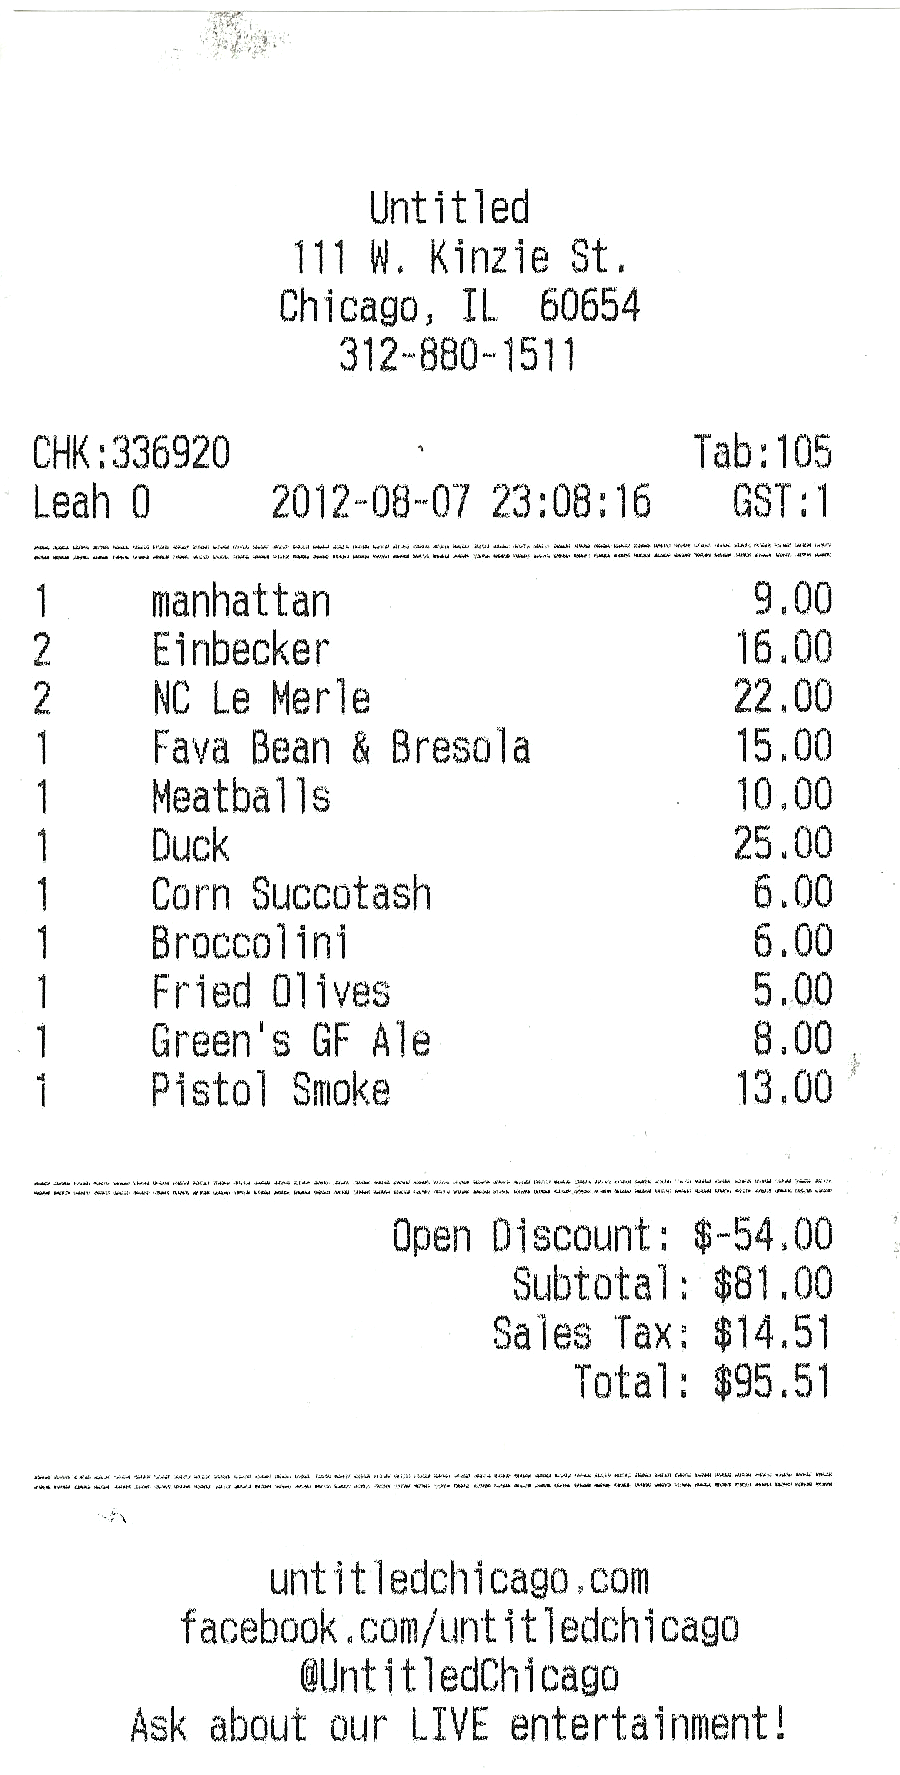 Untitled
111 W. Kinzie St.
Chicago, IL 60654
312-880-1511
CHK:336920 Tab:105
Leah O 2012-08-07 23:08:16 GST:1
1 manhattan 9.00
2 Einbecker 16.00
2 NC Le Merle 22.00
1 Fava Bean & Bresola 15.00
1 Meatballs 10.00
1 Duck 25.00
1 Corn Succotash 6.00
1 Broccolini 6.00
1 Fried Olives 5.00
1 Green's GF Ale 8.00
1 Pistol Smoke 13.00
Open Discount: $-54.00
Subtotal: $81.00
Sales Tax: $14.51
Total: $95.51
untitledchicago.com
facebook.com/untitledchicago
@UntitledChicago
Ask about our LIVE entertainment!